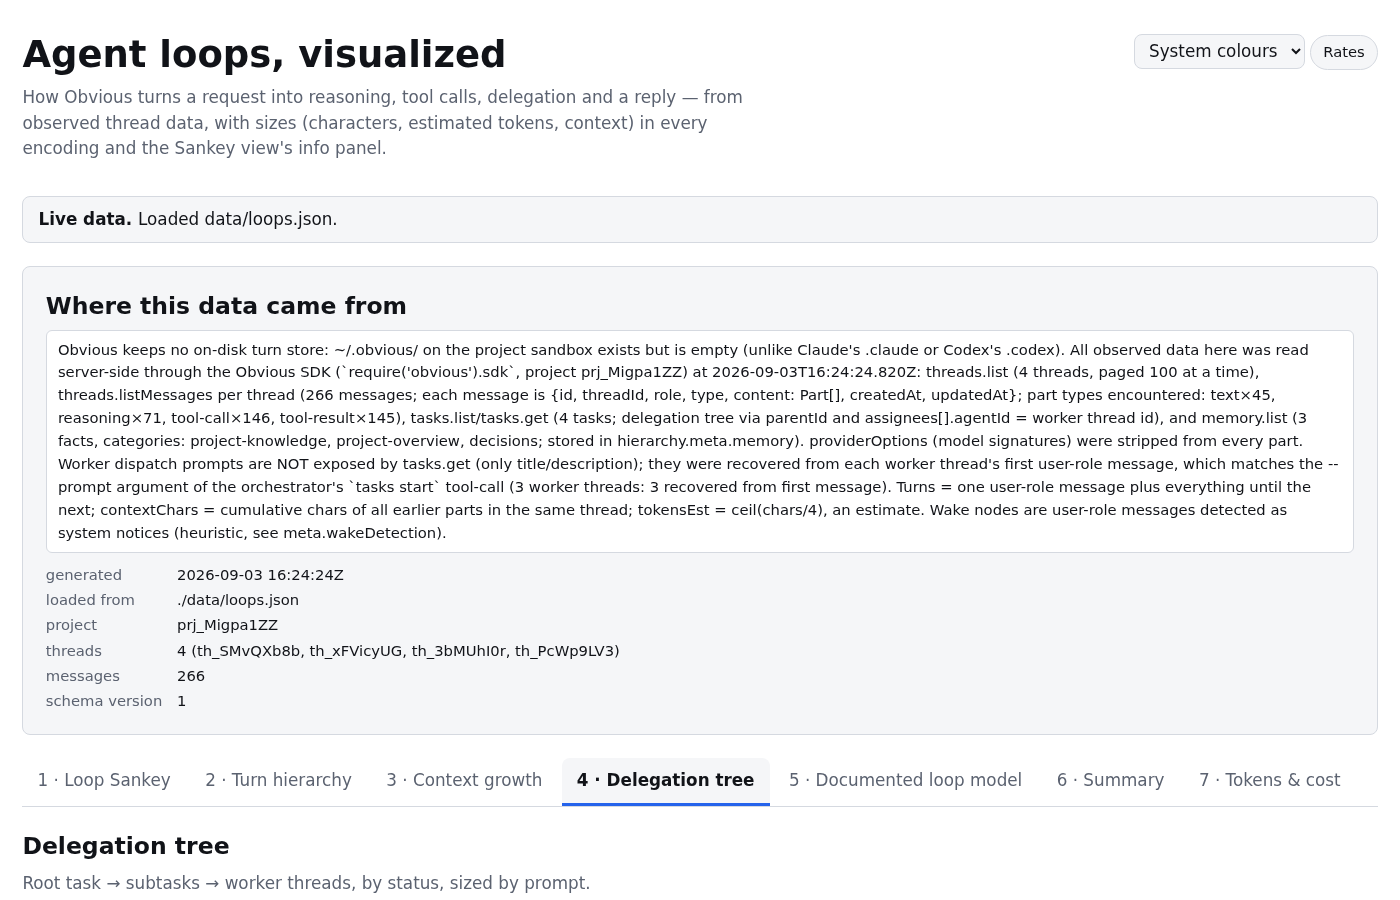 Agent loops, visualized
System colours
Rates
How Obvious turns a request into reasoning, tool calls, delegation and a reply — from
observed thread data, with sizes (characters, estimated tokens, context) in every
encoding and the Sankey view's info panel.
Live data. Loaded data/loops.json.
Where this data came from
Obvious keeps no on-disk turn store: ~/.obvious/ on the project sandbox exists but is empty (unlike Claude's .claude or Codex's .codex). All observed data here was read
server-side through the Obvious SDK (`require('obvious').sdk`, project prj_Migpa1ZZ) at 2026-09-03T16:24:24.820Z: threads.list (4 threads, paged 100 at a time),
threads.listMessages per thread (266 messages; each message is {id, threadId, role, type, content: Part[], createdAt, updatedAt}; part types encountered: text×45,
reasoning×71, tool-call×146, tool-result×145), tasks.list/tasks.get (4 tasks; delegation tree via parentId and assignees[].agentId = worker thread id), and memory.list (3
facts, categories: project-knowledge, project-overview, decisions; stored in hierarchy.meta.memory). providerOptions (model signatures) were stripped from every part.
Worker dispatch prompts are NOT exposed by tasks.get (only title/description); they were recovered from each worker thread's first user-role message, which matches the --
prompt argument of the orchestrator's `tasks start` tool-call (3 worker threads: 3 recovered from first message). Turns = one user-role message plus everything until the
next; contextChars = cumulative chars of all earlier parts in the same thread; tokensEst = ceil(chars/4), an estimate. Wake nodes are user-role messages detected as
system notices (heuristic, see meta.wakeDetection).
generated 2026-09-03 16:24:24Z
loaded from ./data/loops.json
project prj_Migpa1ZZ
threads 4 (th_SMvQXb8b, th_xFVicyUG, th_3bMUhI0r, th_PcWp9LV3)
messages 266
schema version 1
1 · Loop Sankey
2 · Turn hierarchy
3 · Context growth
4 · Delegation tree
5 · Documented loop model
6 · Summary
7 · Tokens & cost
Delegation tree
Root task → subtasks → worker threads, by status, sized by prompt.